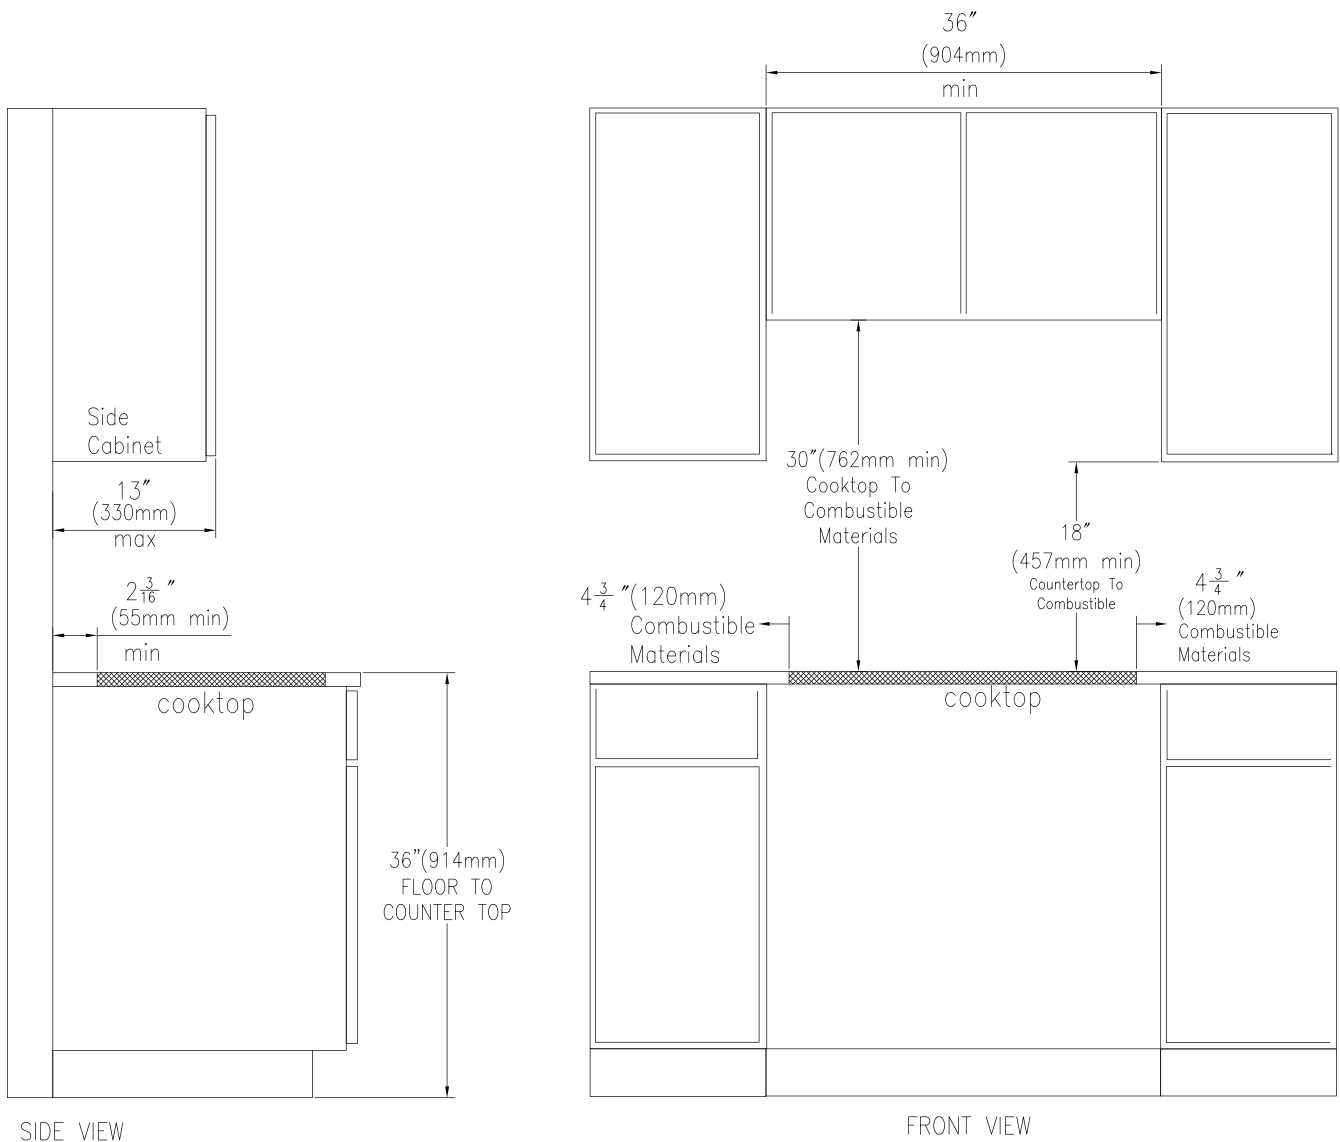 Side
Cabinet
13"
(330mm)
max
2 3/16 "
(55mm min)
min
cooktop
36"(914mm)
FLOOR TO
COUNTER TOP
SIDE VIEW
36"
(904mm)
min
30"(762mm min)
Cooktop To
Combustible
Materials
18"
(457mm min)
Countertop To
Combustible
4 3/4 "(120mm)
Combustible
Materials
4 3/4 "
(120mm)
Combustible
Materials
cooktop
FRONT VIEW